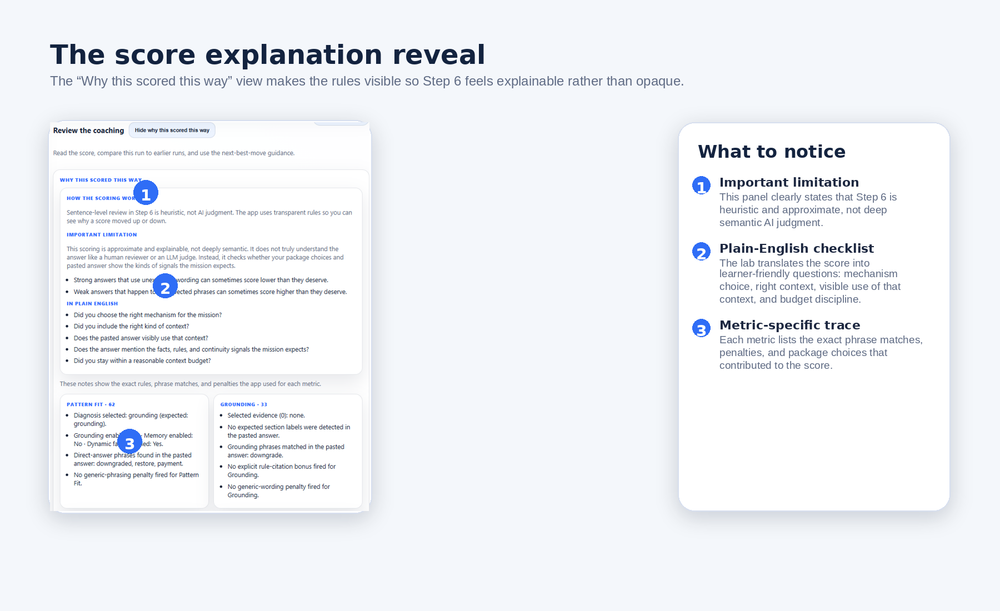 The score explanation reveal
The “Why this scored this way” view makes the rules visible so Step 6 feels explainable rather than opaque.
Review the coaching
Hide why this scored this way
Read the score, compare this run to earlier runs, and use the next-best-move guidance.
WHY THIS SCORED THIS WAY
1
HOW THE SCORING WOR
Sentence-level review in Step 6 is heuristic, not AI judgment. The app uses transparent rules so you can
see why a score moved up or down.
IMPORTANT LIMITATION
This scoring is approximate and explainable, not deeply semantic. It does not truly understand the
answer like a human reviewer or an LLM judge. Instead, it checks whether your package choices and
pasted answer show the kinds of signals the mission expects.
• Strong answers that use unex wording can sometimes score lower than they deserve.
2
• Weak answers that happen to ected phrases can sometimes score higher than they deserve.
IN PLAIN ENGLISH
• Did you choose the right mechanism for the mission?
• Did you include the right kind of context?
• Does the pasted answer visibly use that context?
• Does the answer mention the facts, rules, and continuity signals the mission expects?
• Did you stay within a reasonable context budget?
These notes show the exact rules, phrase matches, and penalties the app used for each metric.
PATTERN FIT · 62
• Diagnosis selected: grounding (expected:
grounding).
• Grounding enab · Memory enabled:
No · Dynamic fa led: Yes.
3
• Direct-answer phrases found in the pasted
answer: downgraded, restore, payment.
• No generic-phrasing penalty fired for Pattern
Fit.
GROUNDING · 33
• Selected evidence (0): none.
• No expected section labels were detected in
the pasted answer.
• Grounding phrases matched in the pasted
answer: downgrade.
• No explicit rule-citation bonus fired for
Grounding.
• No generic-wording penalty fired for
Grounding.
What to notice
1
Important limitation
This panel clearly states that Step 6 is
heuristic and approximate, not deep
semantic AI judgment.
2
Plain-English checklist
The lab translates the score into
learner-friendly questions: mechanism
choice, right context, visible use of that
context, and budget discipline.
3
Metric-specific trace
Each metric lists the exact phrase matches,
penalties, and package choices that
contributed to the score.